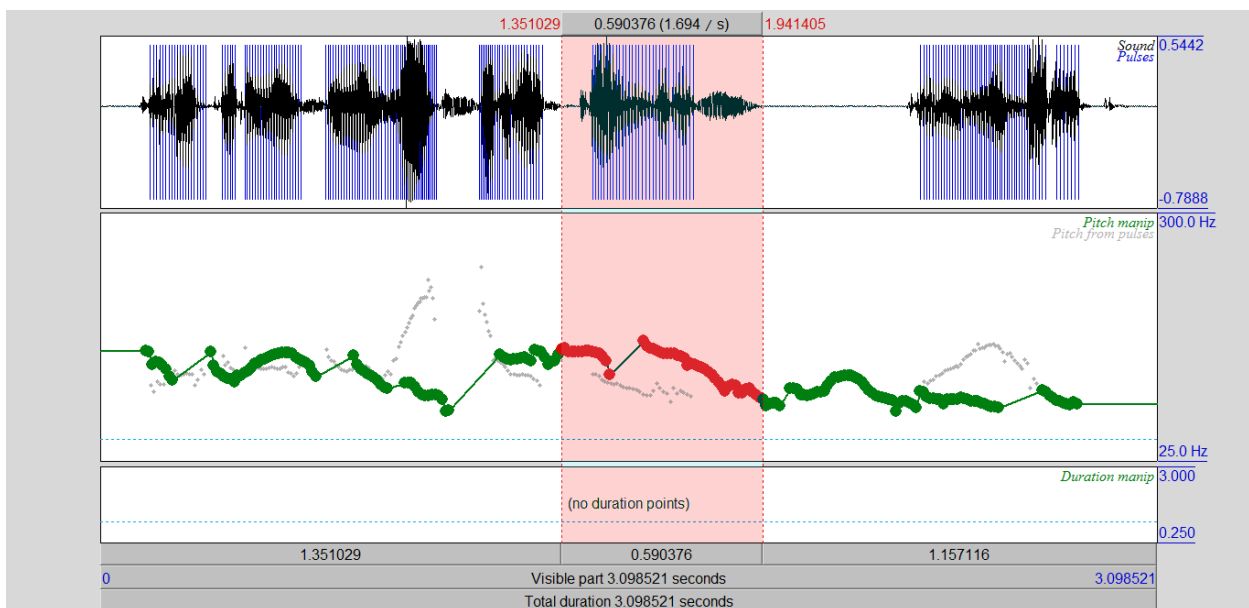 1.351029 0.590376 (1.694 / s) 1.941405
Sound 0.5442
Pulses
-0.7888
Pitch manip 300.0 Hz
Pitch from pulses
25.0 Hz
Duration manip 3.000
(no duration points)
0.250
1.351029 0.590376 1.157116
0 Visible part 3.098521 seconds 3.098521
Total duration 3.098521 seconds